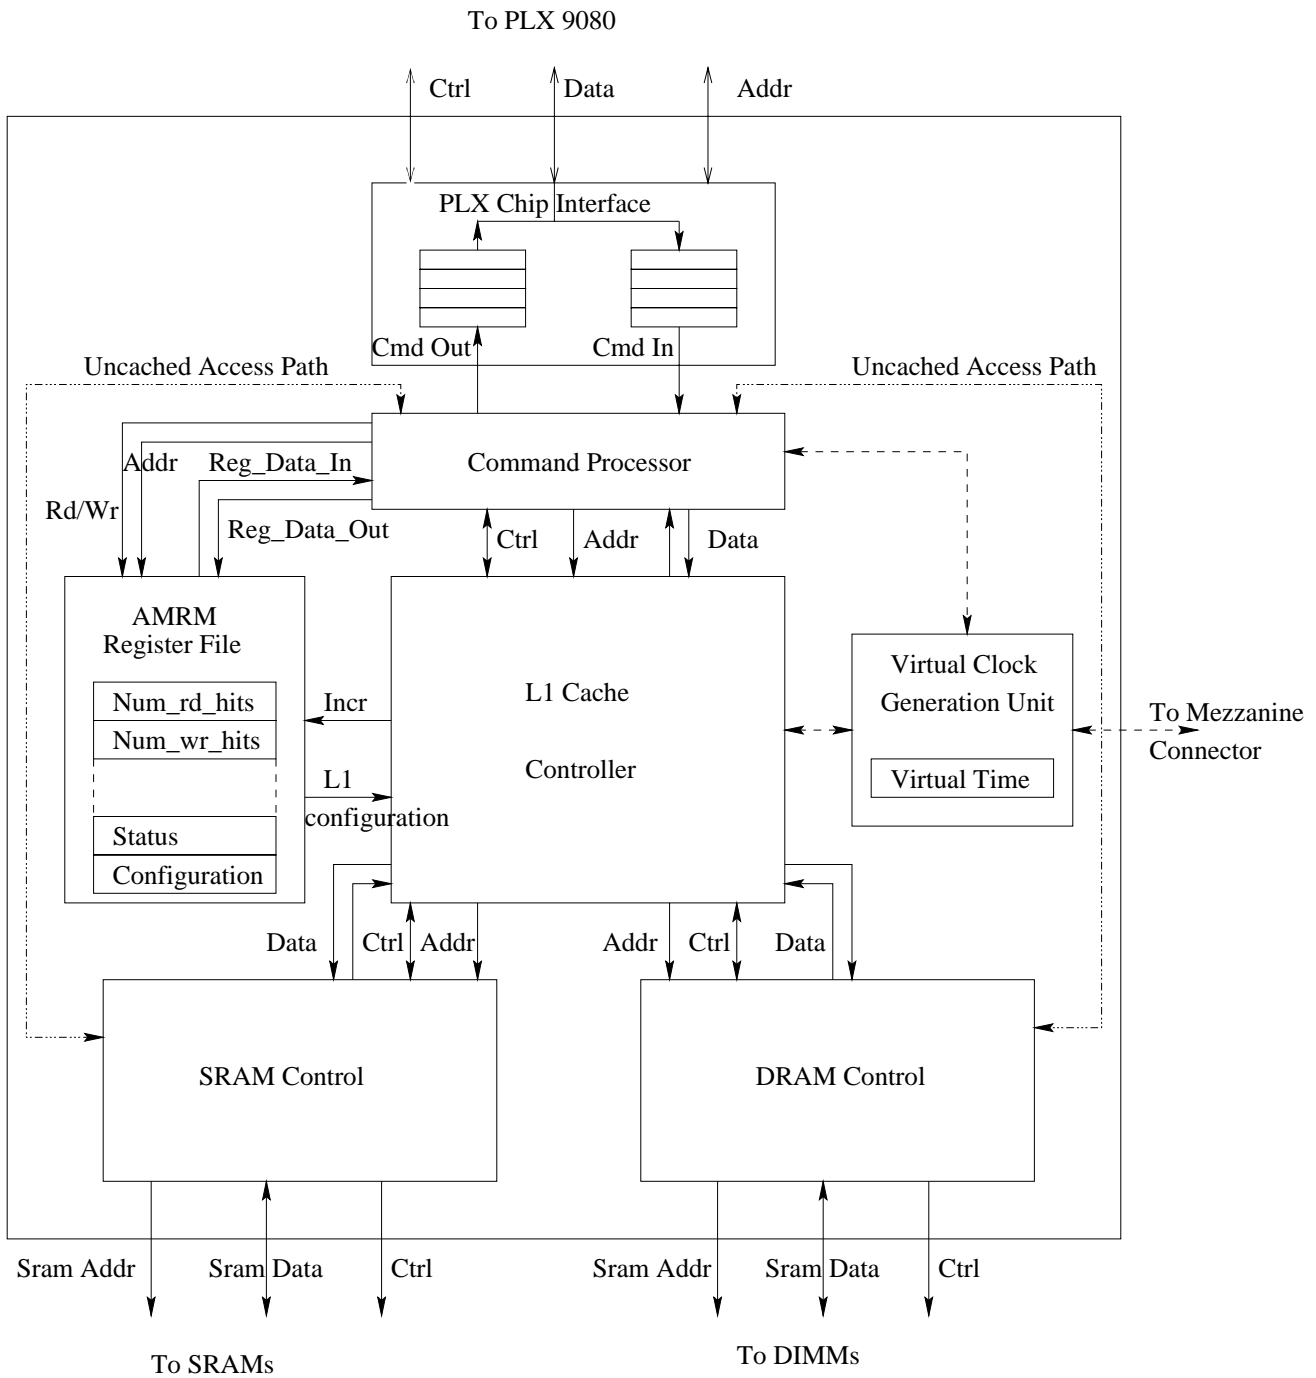 To PLX 9080
Ctrl
Data
Addr
PLX Chip Interface
Cmd Out
Cmd In
Uncached Access Path
Uncached Access Path
Addr
Reg_Data_In
Command Processor
Rd/Wr
Reg_Data_Out
Ctrl
Addr
Data
AMRM
Register File
Num_rd_hits
Num_wr_hits
Status
Configuration
Incr
L1
configuration
L1 Cache
Controller
Virtual Clock
Generation Unit
Virtual Time
To Mezzanine
Connector
Data
Ctrl
Addr
Addr
Ctrl
Data
SRAM Control
DRAM Control
Sram Addr
Sram Data
Ctrl
Sram Addr
Sram Data
Ctrl
To SRAMs
To DIMMs